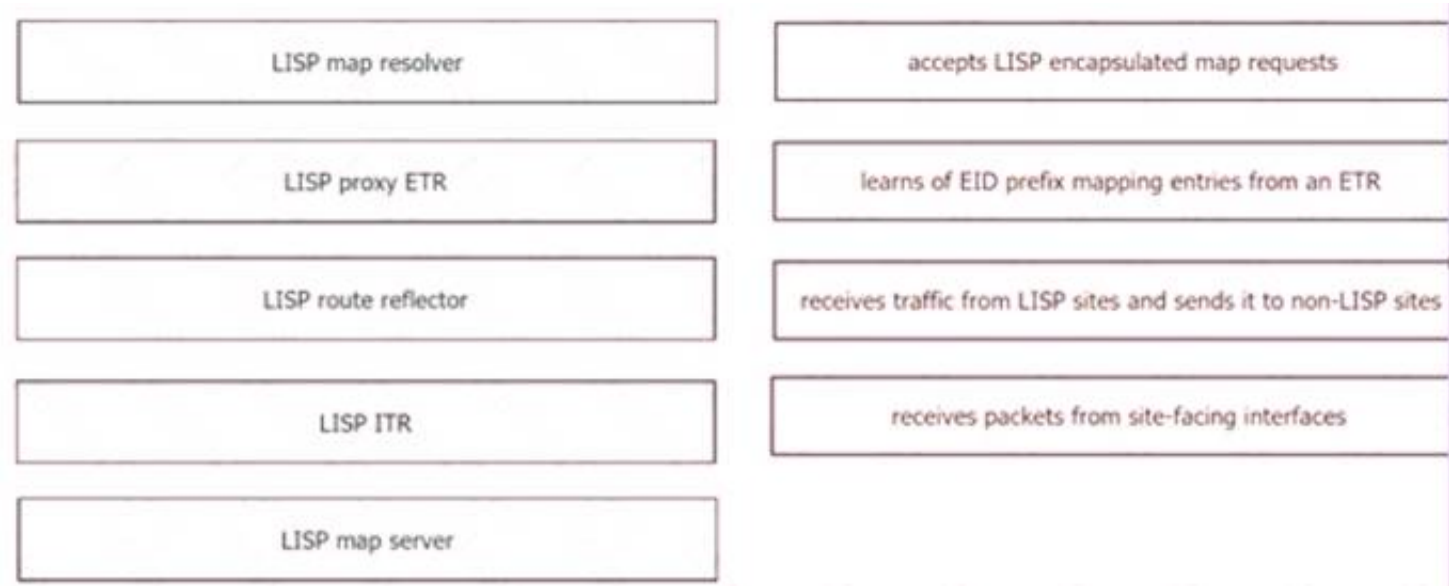 LISP map resolver
accepts LISP encapsulated map requests
LISP proxy ETR
learns of EID prefix mapping entries from an ETR
LISP route reflector
receives traffic from LISP sites and sends it to non-LISP sites
LISP ITR
receives packets from site-facing interfaces
LISP map server